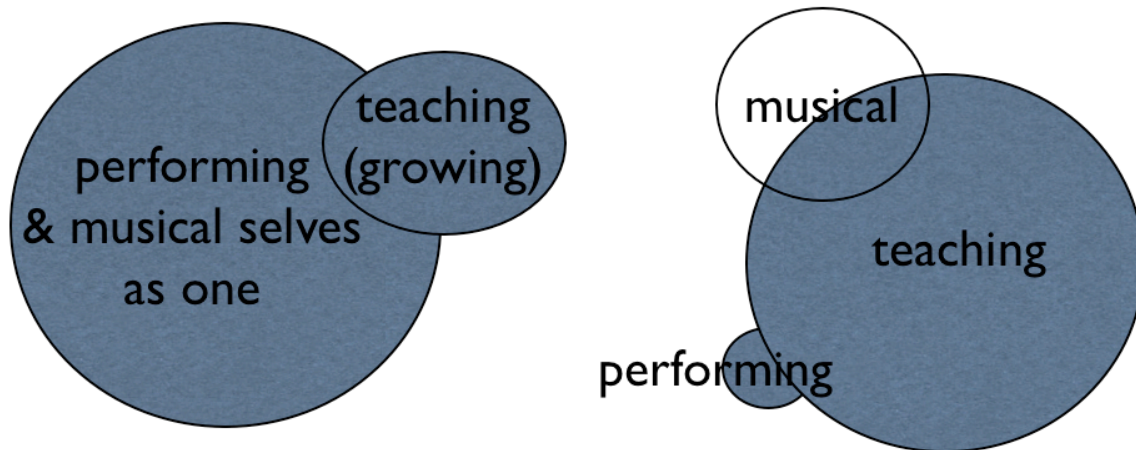 performing
& musical selves
as one
teaching
(growing)
musical
teaching
performing